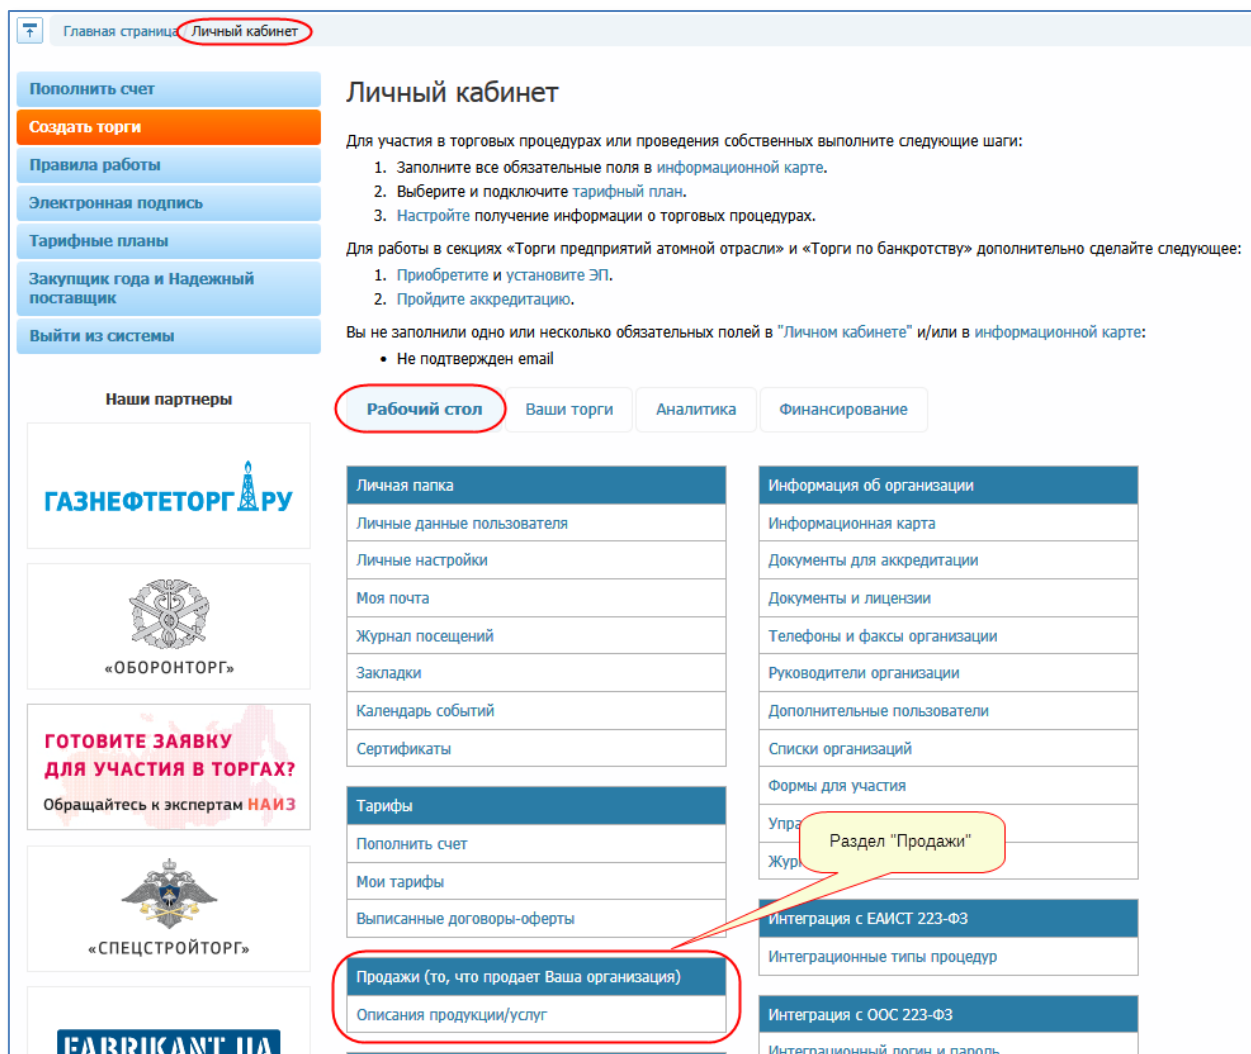 Главная страница / Личный кабинет
Пополнить счет
Создать торги
Правила работы
Электронная подпись
Тарифные планы
Закупщик года и Надежный
поставщик
Выйти из системы
Наши партнеры
ГАЗНЕФТЕТОРГ РУ
«ОБОРОНТОРГ»
ГОТОВИТЕ ЗАЯВКУ
ДЛЯ УЧАСТИЯ В ТОРГАХ?
Обращайтесь к экспертам НАИЗ
«СПЕЦСТРОЙТОРГ»
FABRIKANT.UA
Личный кабинет
Для участия в торговых процедурах или проведения собственных выполните следующие шаги:
1. Заполните все обязательные поля в информационной карте.
2. Выберите и подключите тарифный план.
3. Настройте получение информации о торговых процедурах.
Для работы в секциях «Торги предприятий атомной отрасли» и «Торги по банкротству» дополнительно сделайте следующее:
1. Приобретите и установите ЭП.
2. Пройдите аккредитацию.
Вы не заполнили одно или несколько обязательных полей в "Личном кабинете" и/или в информационной карте:
• Не подтвержден email
Рабочий стол
Ваши торги
Аналитика
Финансирование
Личная папка
Личные данные пользователя
Личные настройки
Моя почта
Журнал посещений
Закладки
Календарь событий
Сертификаты
Тарифы
Пополнить счет
Мои тарифы
Выписанные договоры-оферты
Продажи (то, что продает Ваша организация)
Описания продукции/услуг
Информация об организации
Информационная карта
Документы для аккредитации
Документы и лицензии
Телефоны и факсы организации
Руководители организации
Дополнительные пользователи
Списки организаций
Формы для участия
Упра
Жур
Раздел "Продажи"
Интеграция с ЕАИСТ 223-ФЗ
Интеграционные типы процедур
Интеграция с ООС 223-ФЗ
Интеграционный логин и пароль